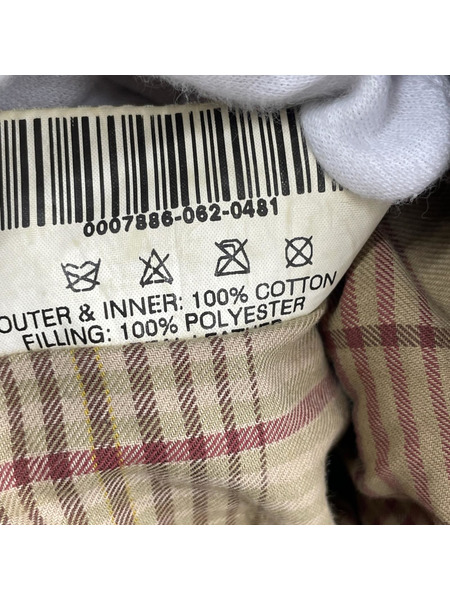 0007886-062-0481
OUTER & INNER: 100% COTTON
FILLING: 100% POLYESTER